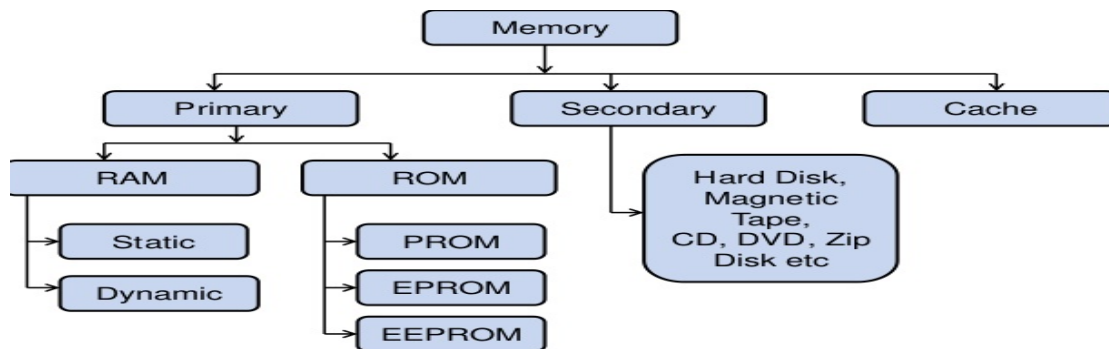 Memory
Primary
Secondary
Cache
RAM
ROM
Static
Dynamic
PROM
EPROM
EEPROM
Hard Disk,
Magnetic
Tape,
CD, DVD, Zip
Disk etc